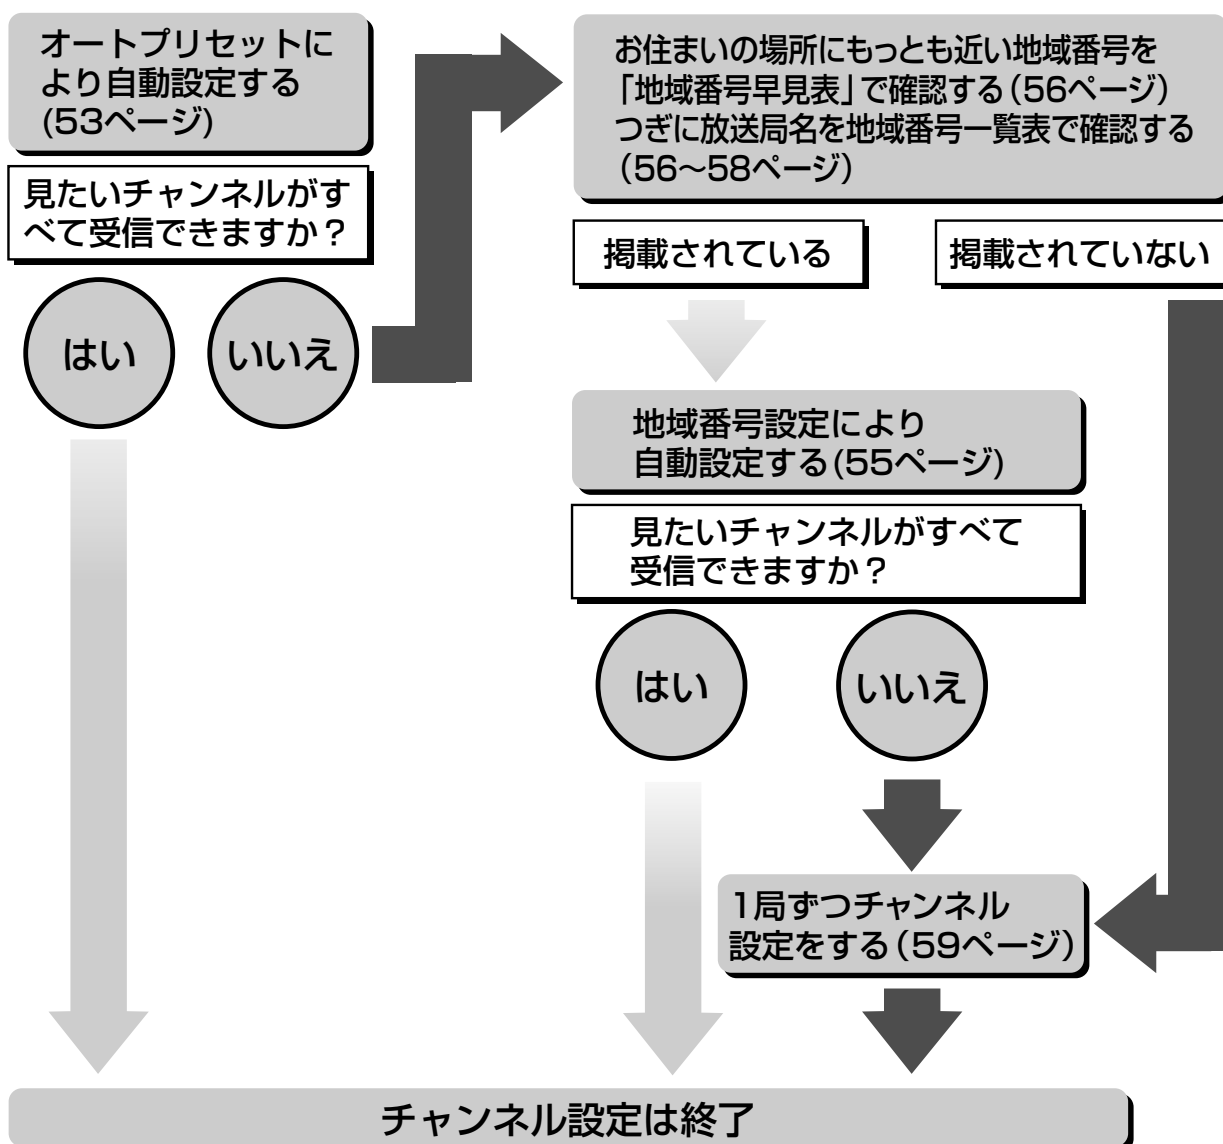 オートプリセットに
より自動設定する
(53ページ)
見たいチャンネルがす
べて受信できますか？
はい
いいえ
お住まいの場所にもっとも近い地域番号を
「地域番号早見表」で確認する(56ページ)
つぎに放送局名を地域番号一覧表で確認する
(56〜58ページ)
掲載されている
掲載されていない
地域番号設定により
自動設定する(55ページ)
見たいチャンネルがすべて
受信できますか？
はい
いいえ
1局ずつチャンネル
設定をする(59ページ)
チャンネル設定は終了